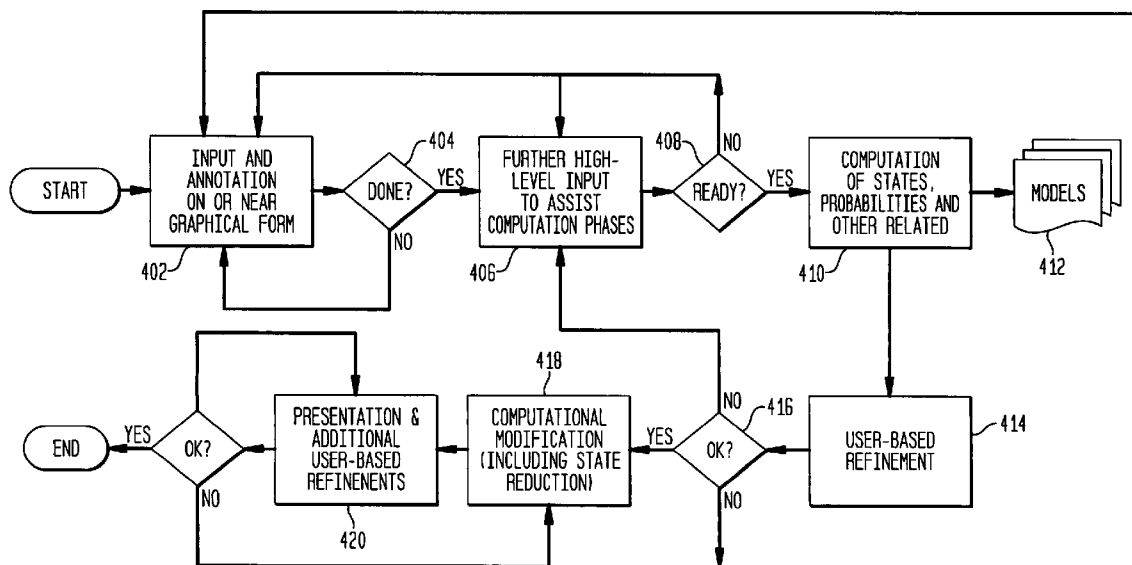 START
INPUT AND
ANNOTATION
ON OR NEAR
GRAPHICAL FORM
402
404
DONE?
YES
NO
FURTHER HIGH-
LEVEL INPUT
TO ASSIST
COMPUTATION PHASES
406
408
READY?
NO
YES
COMPUTATION
OF STATES,
PROBABILITIES AND
OTHER RELATED
410
MODELS
412
END
YES
OK?
NO
PRESENTATION &
ADDITIONAL
USER-BASED
REFINENENTS
420
418
COMPUTATIONAL
MODIFICATION
(INCLUDING STATE
REDUCTION)
YES
NO
416
OK?
NO
USER-BASED
REFINEMENT
414